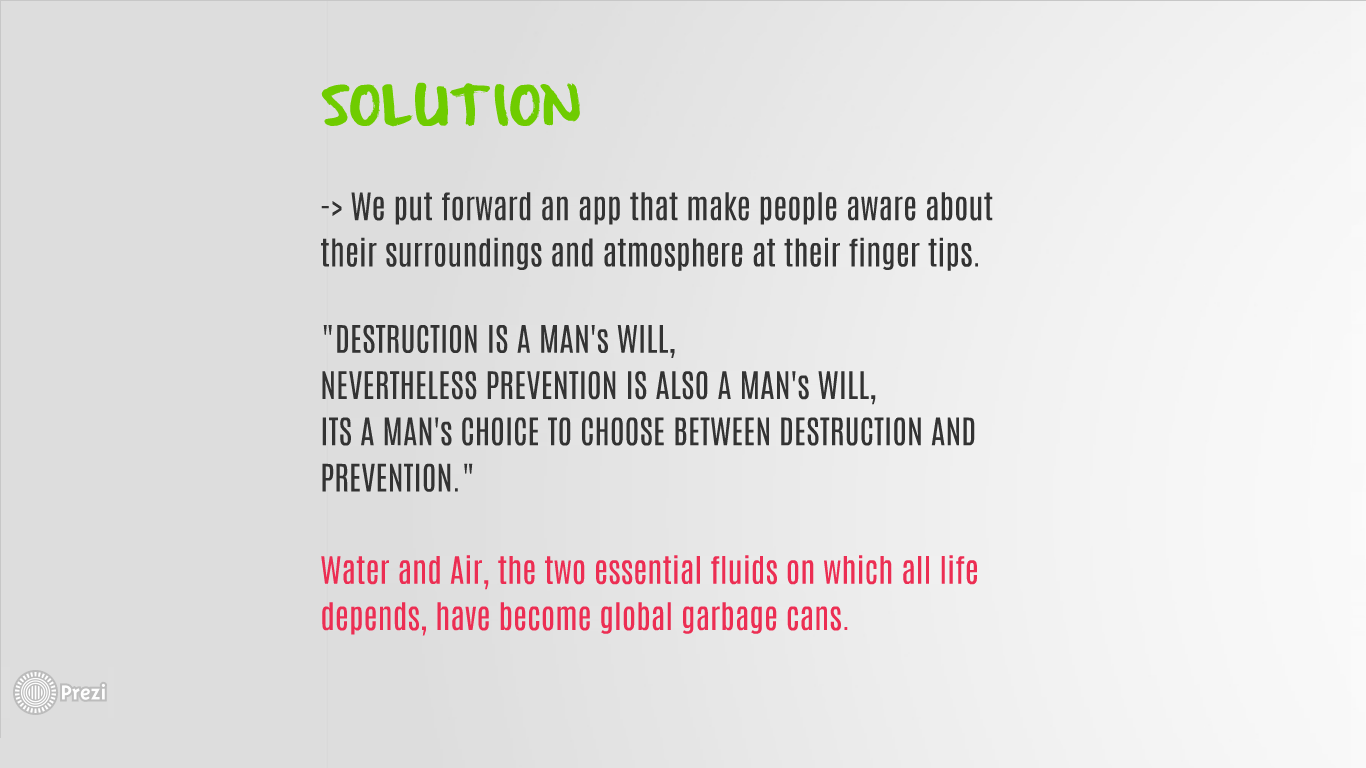 SOLUTION
-> We put forward an app that make people aware about
their surroundings and atmosphere at their finger tips.
"DESTRUCTION IS A MAN's WILL,
NEVERTHELESS PREVENTION IS ALSO A MAN's WILL,
ITS A MAN's CHOICE TO CHOOSE BETWEEN DESTRUCTION AND
PREVENTION."
Water and Air, the two essential fluids on which all life
depends, have become global garbage cans.
Prezi